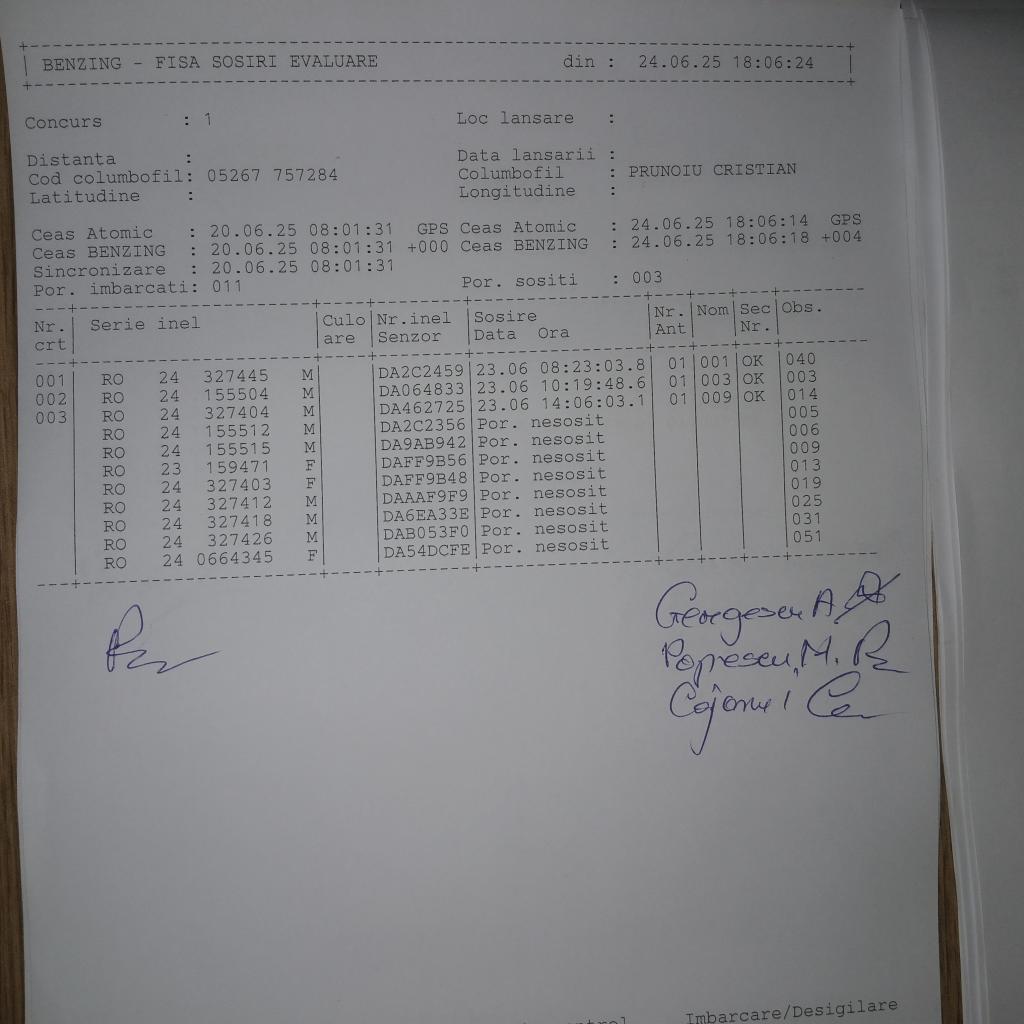 BENZING - FISA SOSIRI EVALUARE din : 24.06.25 18:06:24
Concurs : 1 Loc lansare :
Distanta : Data lansarii :
Cod columbofil: 05267 757284 Columbofil : PRUNOIU CRISTIAN
Latitudine : Longitudine :
Ceas Atomic : 20.06.25 08:01:31 GPS Ceas Atomic : 24.06.25 18:06:14 GPS
Ceas BENZING : 20.06.25 08:01:31 +000 Ceas BENZING : 24.06.25 18:06:18 +004
Sincronizare : 20.06.25 08:01:31
Por. imbarcati: 011 Por. sositi : 003
Nr. Serie inel Culo Nr.inel Sosire Nr. Nom Sec Obs.
crt are Senzor Data Ora Ant Nr.
001 RO 24 327445 M DA2C2459 23.06 08:23:03.8 01 001 OK 040
002 RO 24 155504 M DA064833 23.06 10:19:48.6 01 003 OK 003
003 RO 24 327404 M DA462725 23.06 14:06:03.1 01 009 OK 014
RO 24 155512 M DA2C2356 Por. nesosit 005
RO 24 155515 M DA9AB942 Por. nesosit 006
RO 23 159471 F DAFF9B56 Por. nesosit 009
RO 24 327403 F DAFF9B48 Por. nesosit 013
RO 24 327412 M DAAAF9F9 Por. nesosit 019
RO 24 327418 M DA6EA33E Por. nesosit 025
RO 24 327426 M DAB053F0 Por. nesosit 031
RO 24 0664345 F DA54DCFE Por. nesosit 051
Georgescu A.
Popescu M.
Imbarcare/Desigilare